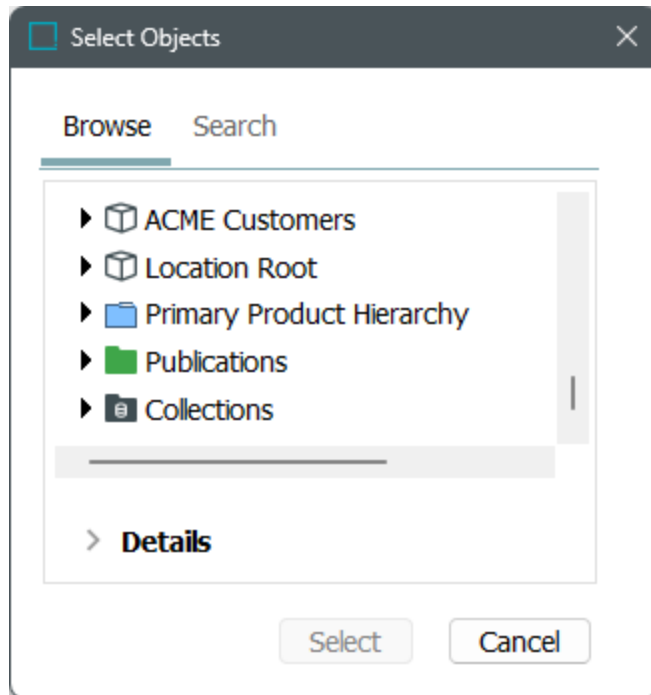 Select Objects
Browse Search
ACME Customers
Location Root
Primary Product Hierarchy
Publications
Collections
Details
Select Cancel